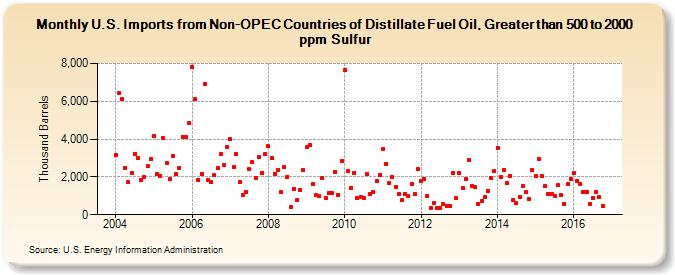 Monthly U.S. Imports from Non-OPEC Countries of Distillate Fuel Oil, Greater than 500 to 2000
ppm Sulfur
Thousand Barrels
8,000
6,000
4,000
2,000
0
2004 2006 2008 2010 2012 2014 2016
Source: U.S. Energy Information Administration